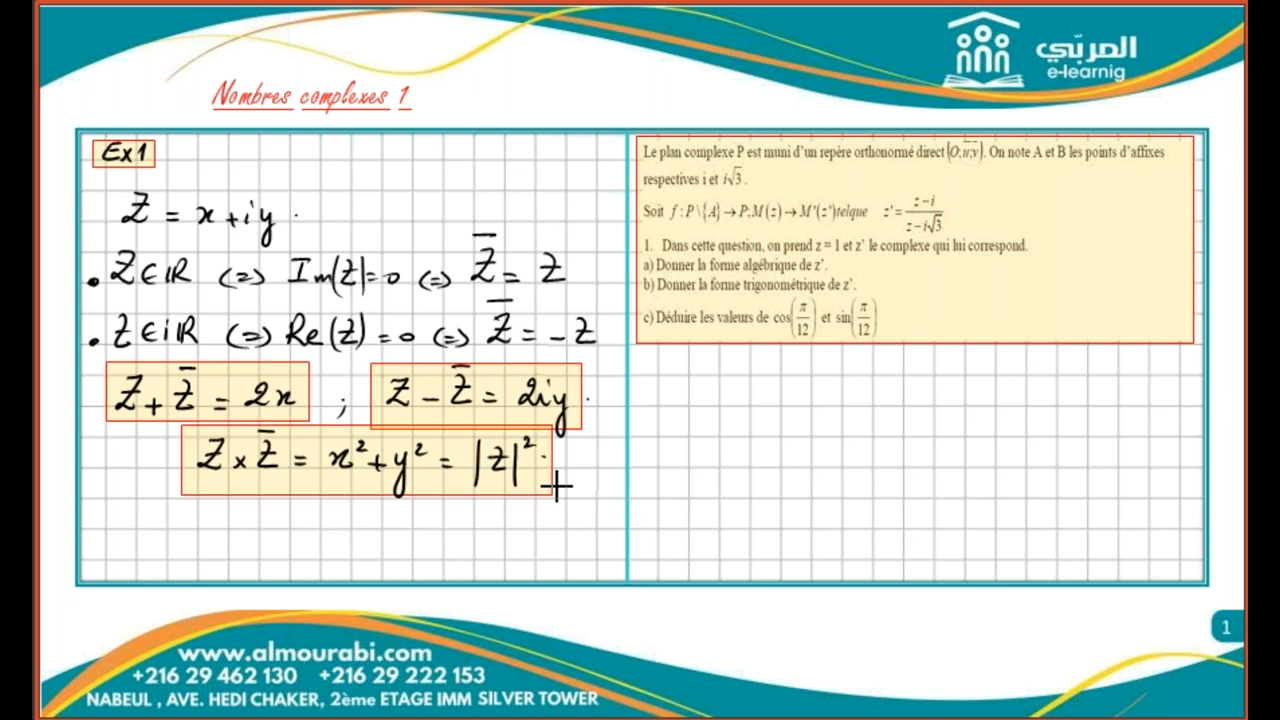 المربّي
e-learnig
Nombres complexes 1
Ex1
Z = x + iy .
• Z ∈ ℝ (=) Im(Z)=0 (=) Z̅ = Z
• Z ∈ iℝ (=) Re(Z) = 0 (=) Z̅ = -Z
Z + Z̅ = 2x ; Z - Z̅ = 2iy .
Z × Z̅ = x² + y² = |Z|² .
Le plan complexe P est muni d'un repère orthonormé direct (O;u;v). On note A et B les points d'affixes
respectives i et i√3 .
Soit f : P \ {A} → P; M(z) → M'(z') telque z' = (z-i)/(z-i√3)
1. Dans cette question, on prend z = 1 et z' le complexe qui lui correspond.
a) Donner la forme algébrique de z'.
b) Donner la forme trigonométrique de z'.
c) Déduire les valeurs de cos(π/12) et sin(π/12)
1
www.almourabi.com
+216 29 462 130 +216 29 222 153
NABEUL , AVE. HEDI CHAKER, 2ème ETAGE IMM SILVER TOWER